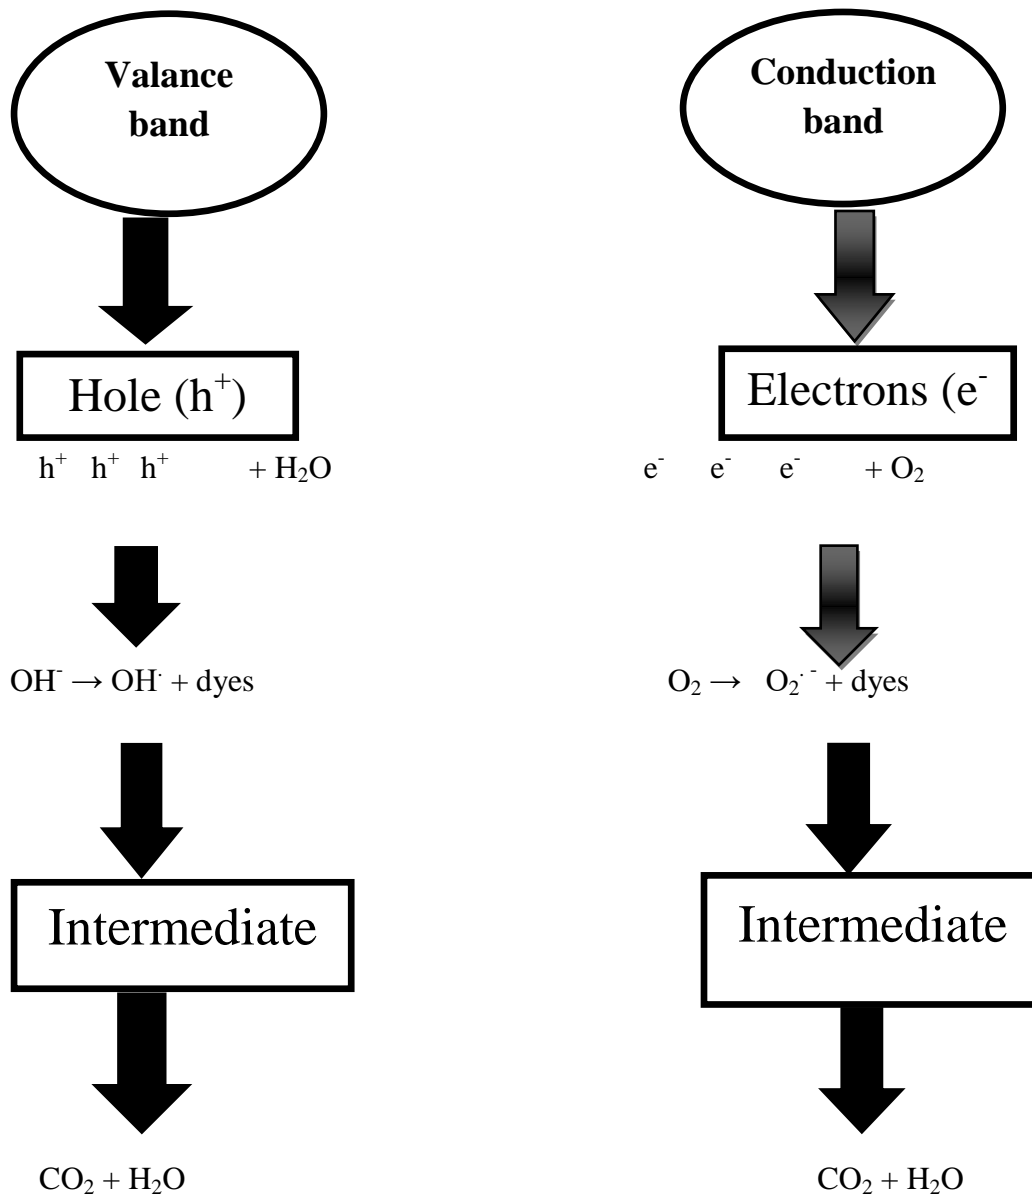 Valance
band
Hole (h⁺)
h⁺ h⁺ h⁺ + H₂O
OH⁻ → OH· + dyes
Intermediate
CO₂ + H₂O
Conduction
band
Electrons (e⁻
e⁻ e⁻ e⁻ + O₂
O₂ → O₂·⁻ + dyes
Intermediate
CO₂ + H₂O